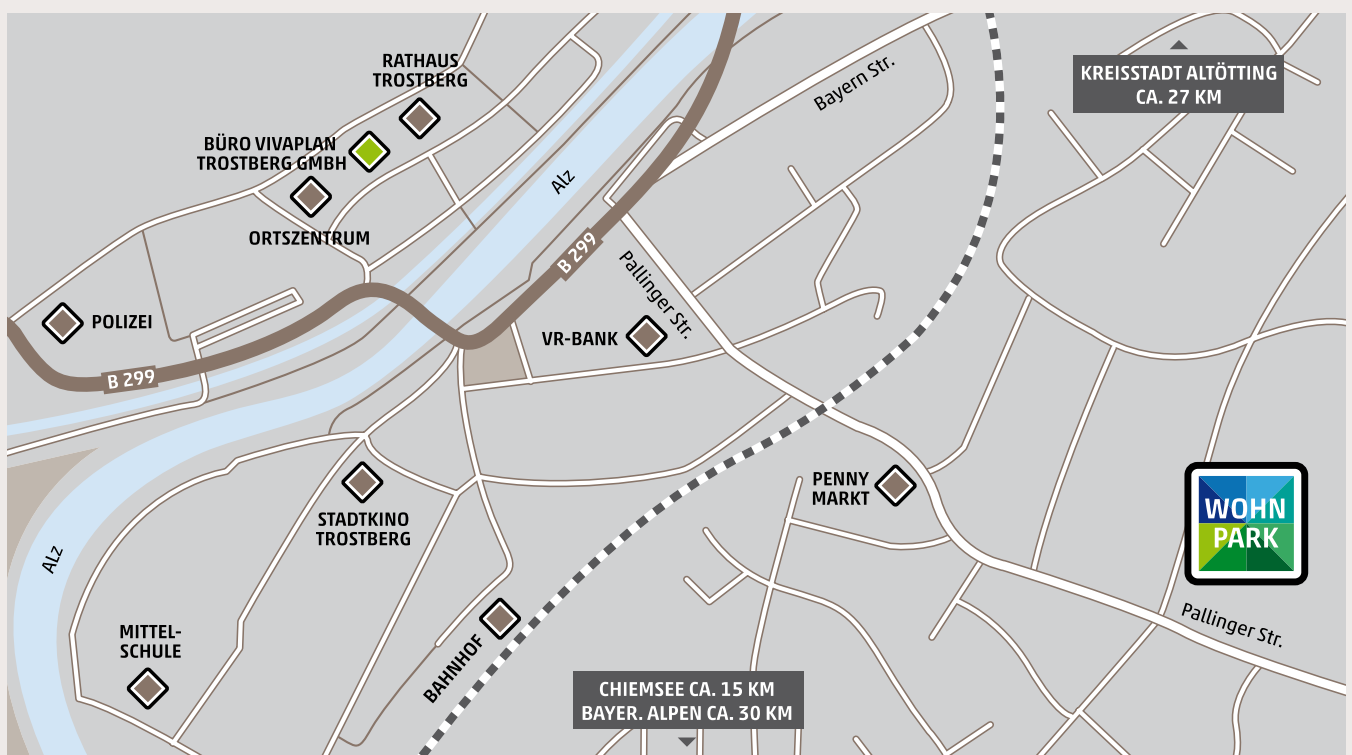 RATHAUS
TROSTBERG
KREISSTADT ALTÖTTING
CA. 27 KM
Bayern Str.
BÜRO VIVAPLAN
TROSTBERG GMBH
Alz
ORTSZENTRUM
B 299
Pallinger Str.
POLIZEI
VR-BANK
B 299
PENNY
MARKT
WOHN
PARK
STADTKINO
TROSTBERG
Alz
Pallinger Str.
MITTEL-
SCHULE
BAHNHOF
CHIEMSEE CA. 15 KM
BAYER. ALPEN CA. 30 KM